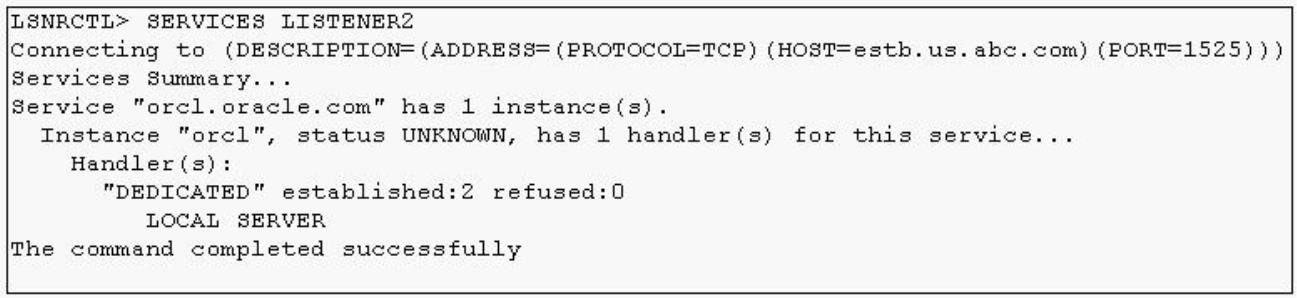 LSNRCTL> SERVICES LISTENER2
Connecting to (DESCRIPTION=(ADDRESS=(PROTOCOL=TCP)(HOST=estb.us.abc.com)(PORT=1525)))
Services Summary...
Service "orcl.oracle.com" has 1 instance(s).
  Instance "orcl", status UNKNOWN, has 1 handler(s) for this service...
    Handler(s):
      "DEDICATED" established:2 refused:0
         LOCAL SERVER
The command completed successfully